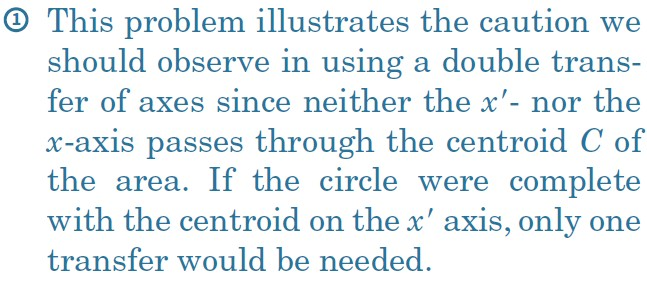 ① This problem illustrates the caution we
should observe in using a double trans-
fer of axes since neither the x′- nor the
x-axis passes through the centroid C of
the area. If the circle were complete
with the centroid on the x′ axis, only one
transfer would be needed.